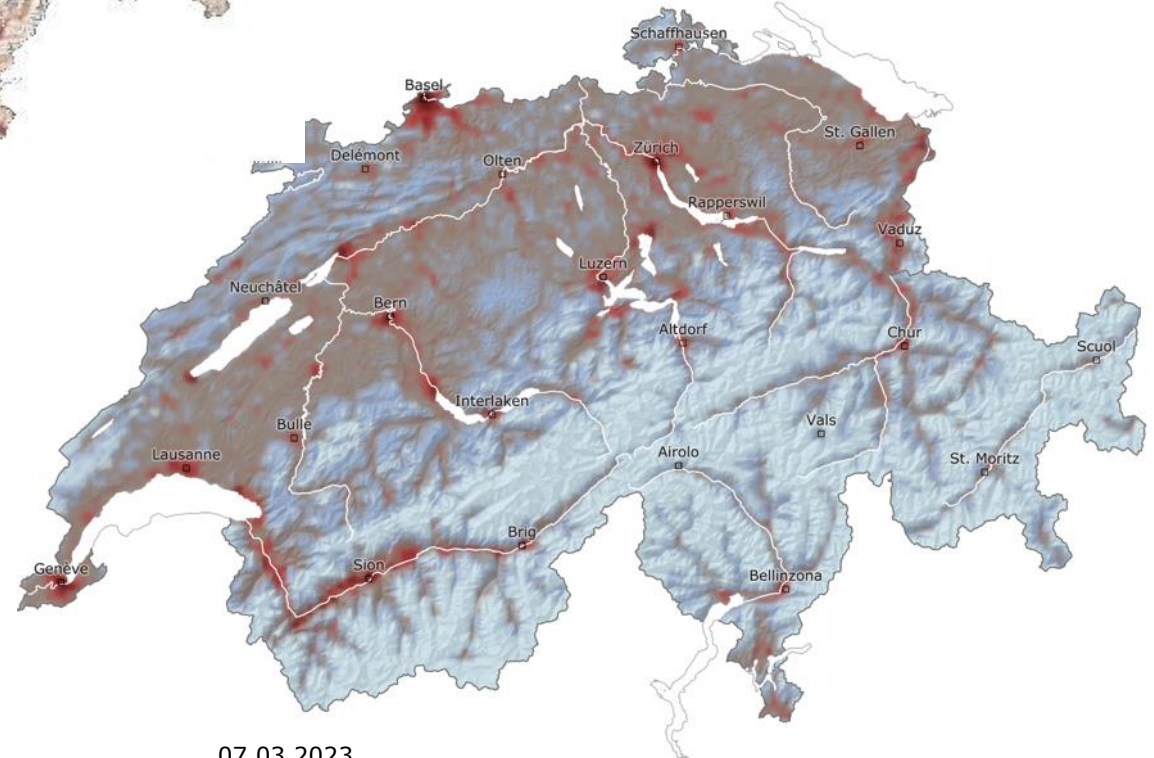 Schaffhausen
Basel
St. Gallen
Zürich
Delémont
Olten
Rapperswil
Vaduz
Luzern
Neuchâtel
Bern
Altdorf
Chur
Scuol
Interlaken
Bulle
Vals
Lausanne
Airolo
St. Moritz
Brig
Sion
Genève
Bellinzona
07.03.2023